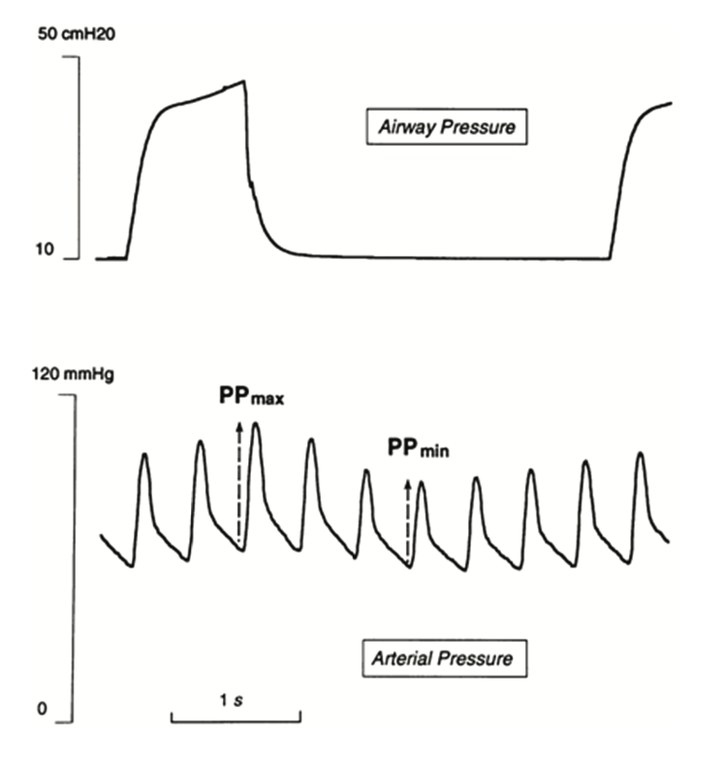 50 cmH20
Airway Pressure
10
120 mmHg
PPmax
PPmin
Arterial Pressure
1 s
0